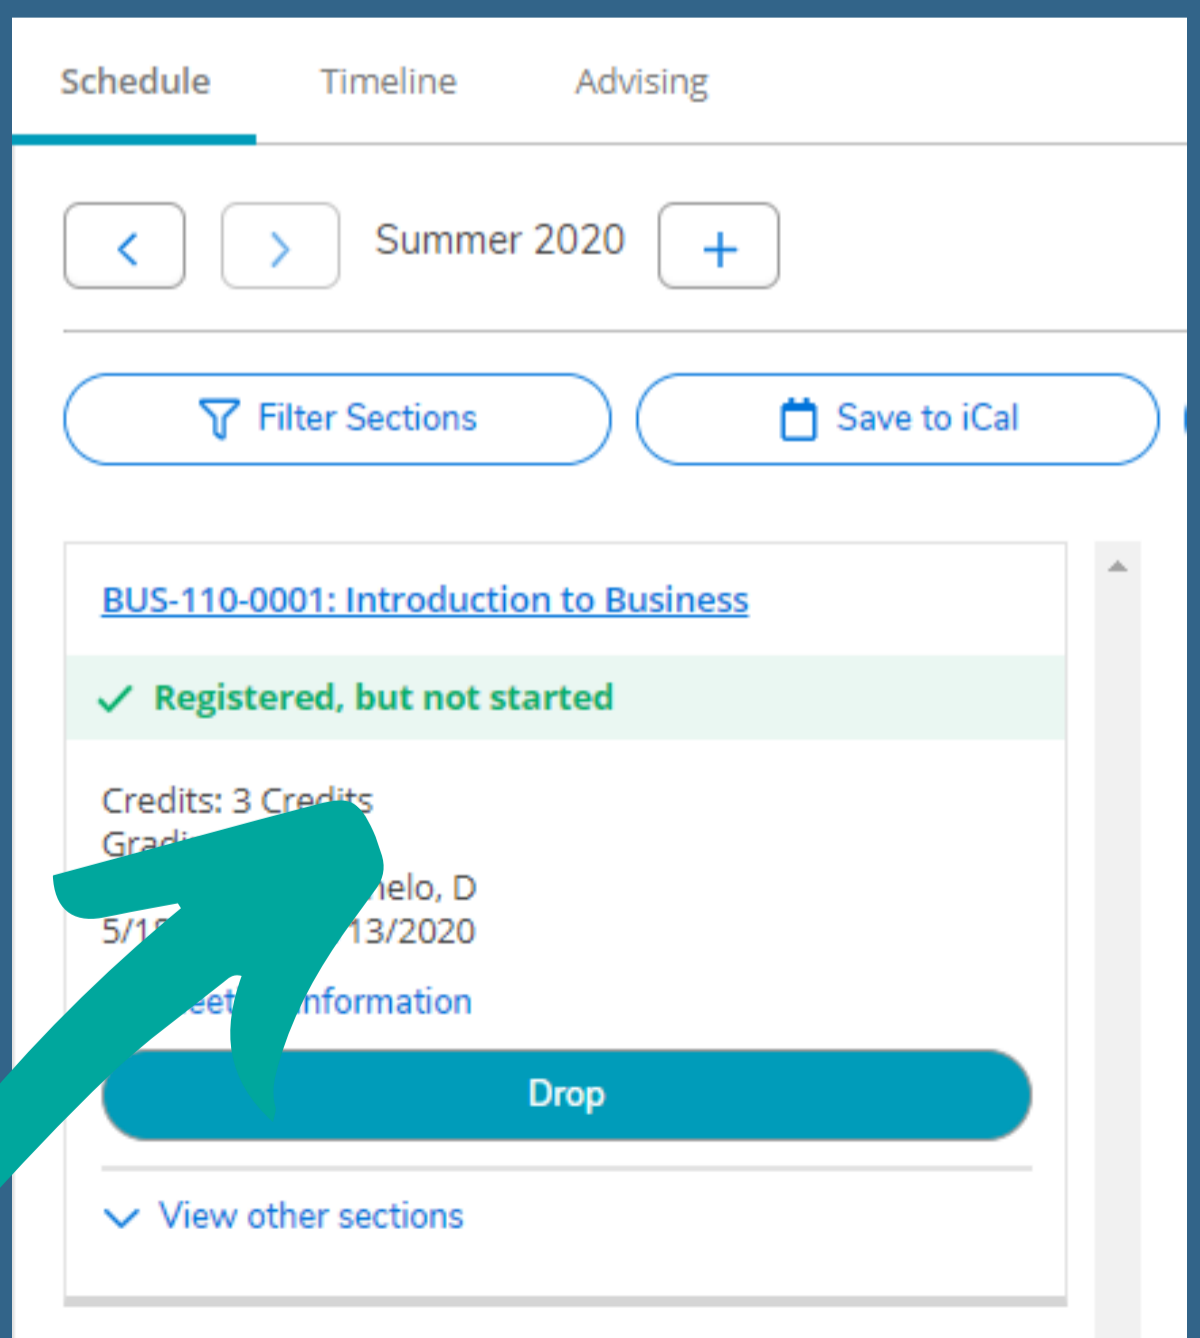 Schedule Timeline Advising
Summer 2020
Filter Sections Save to iCal
BUS-110-0001: Introduction to Business
Registered, but not started
Credits: 3 Credits
D
Drop
View other sections